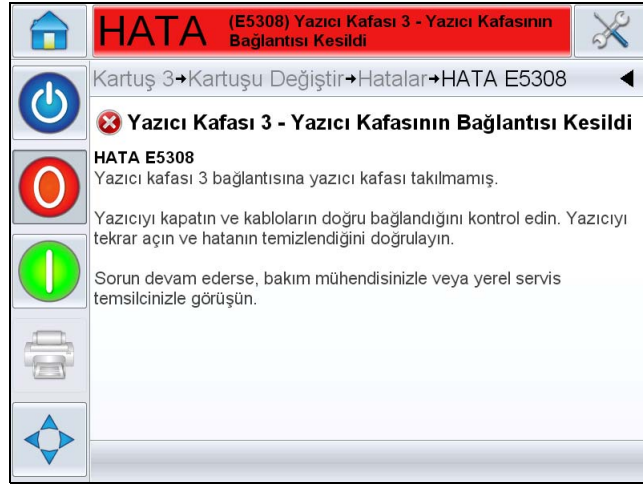 HATA
(E5308) Yazıcı Kafası 3 - Yazıcı Kafasının
Bağlantısı Kesildi
Kartuş 3→Kartuşu Değiştir→Hatalar→HATA E5308
Yazıcı Kafası 3 - Yazıcı Kafasının Bağlantısı Kesildi
HATA E5308
Yazıcı kafası 3 bağlantısına yazıcı kafası takılmamış.
Yazıcıyı kapatın ve kabloların doğru bağlandığını kontrol edin. Yazıcıyı
tekrar açın ve hatanın temizlendiğini doğrulayın.
Sorun devam ederse, bakım mühendisinizle veya yerel servis
temsilcinizle görüşün.